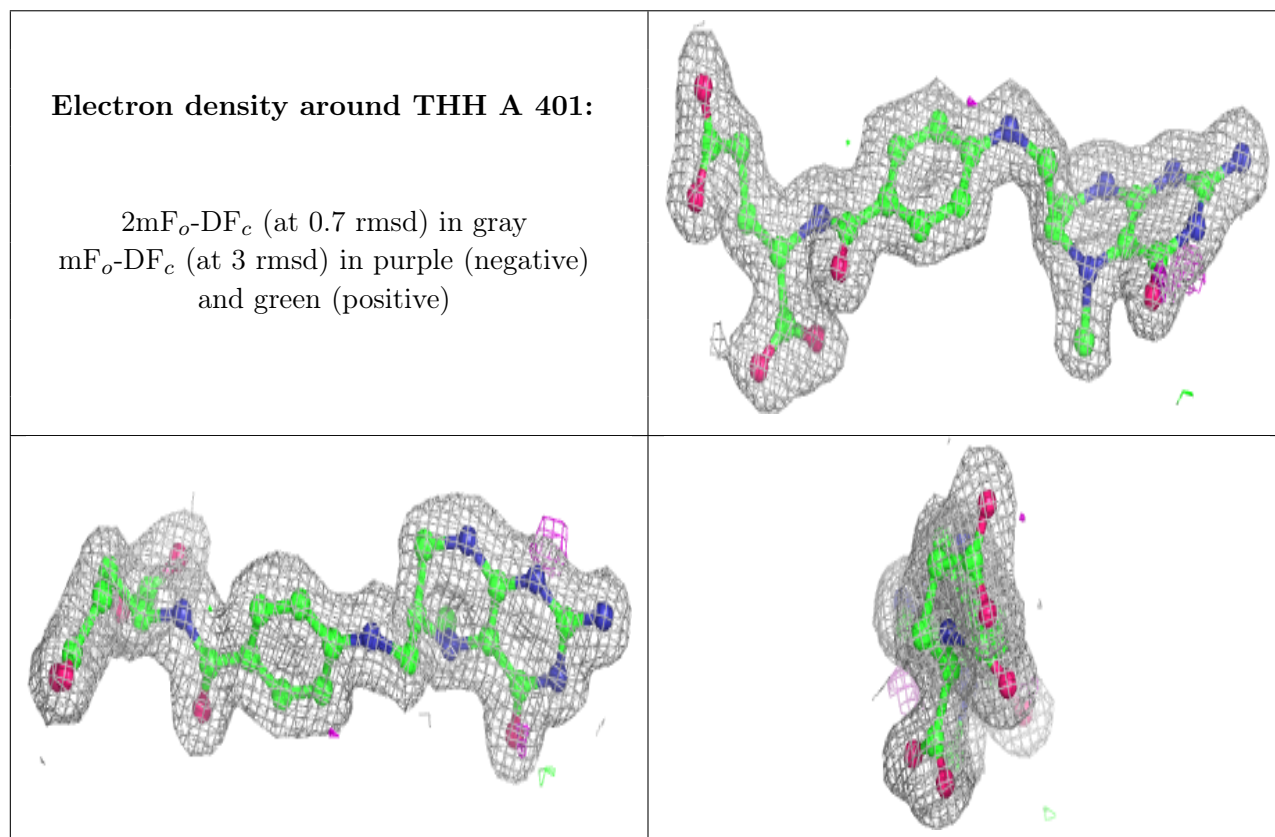 Electron density around THH A 401:
2mFo-DFc (at 0.7 rmsd) in gray
mFo-DFc (at 3 rmsd) in purple (negative)
and green (positive)